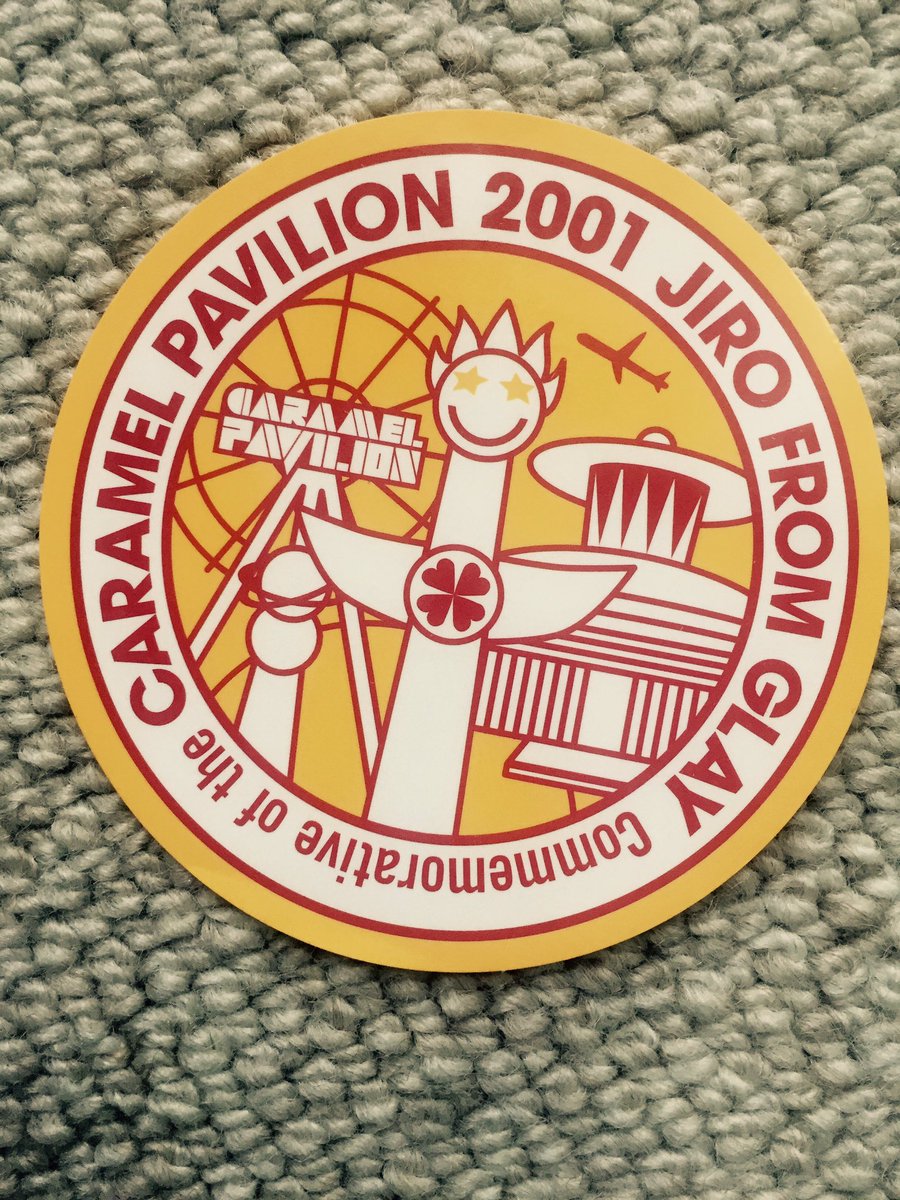 Commemorative of the CARAMEL PAVILION 2001 JIRO FROM GLAY
CARAMEL
PAVILION